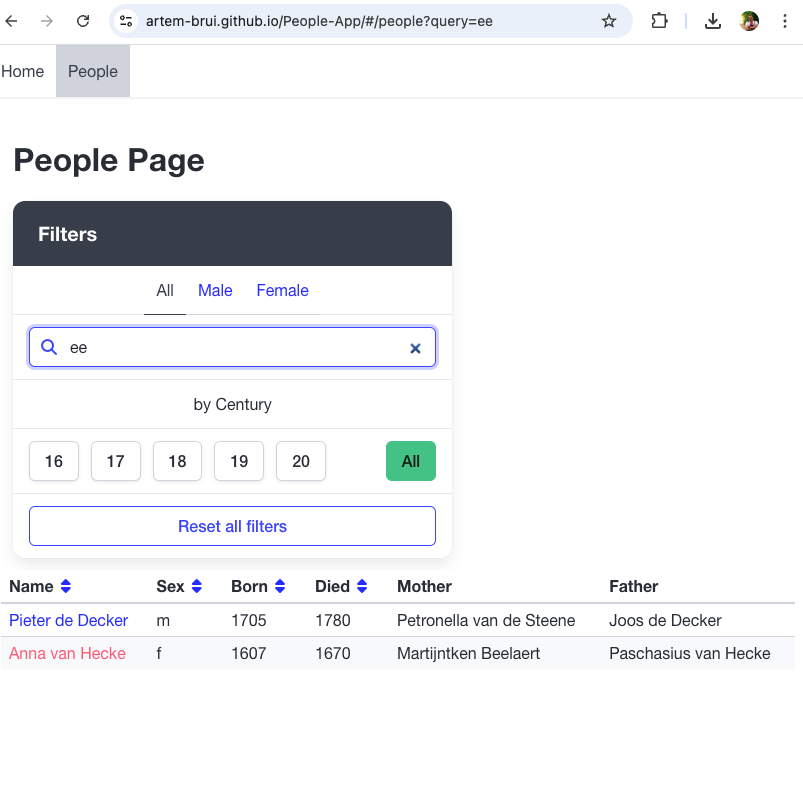 artem-brui.github.io/People-App/#/people?query=ee
Home People
People Page
Filters
All Male Female
ee
by Century
16 17 18 19 20 All
Reset all filters
Name Sex Born Died Mother Father
Pieter de Decker m 1705 1780 Petronella van de Steene Joos de Decker
Anna van Hecke f 1607 1670 Martijntken Beelaert Paschasius van Hecke